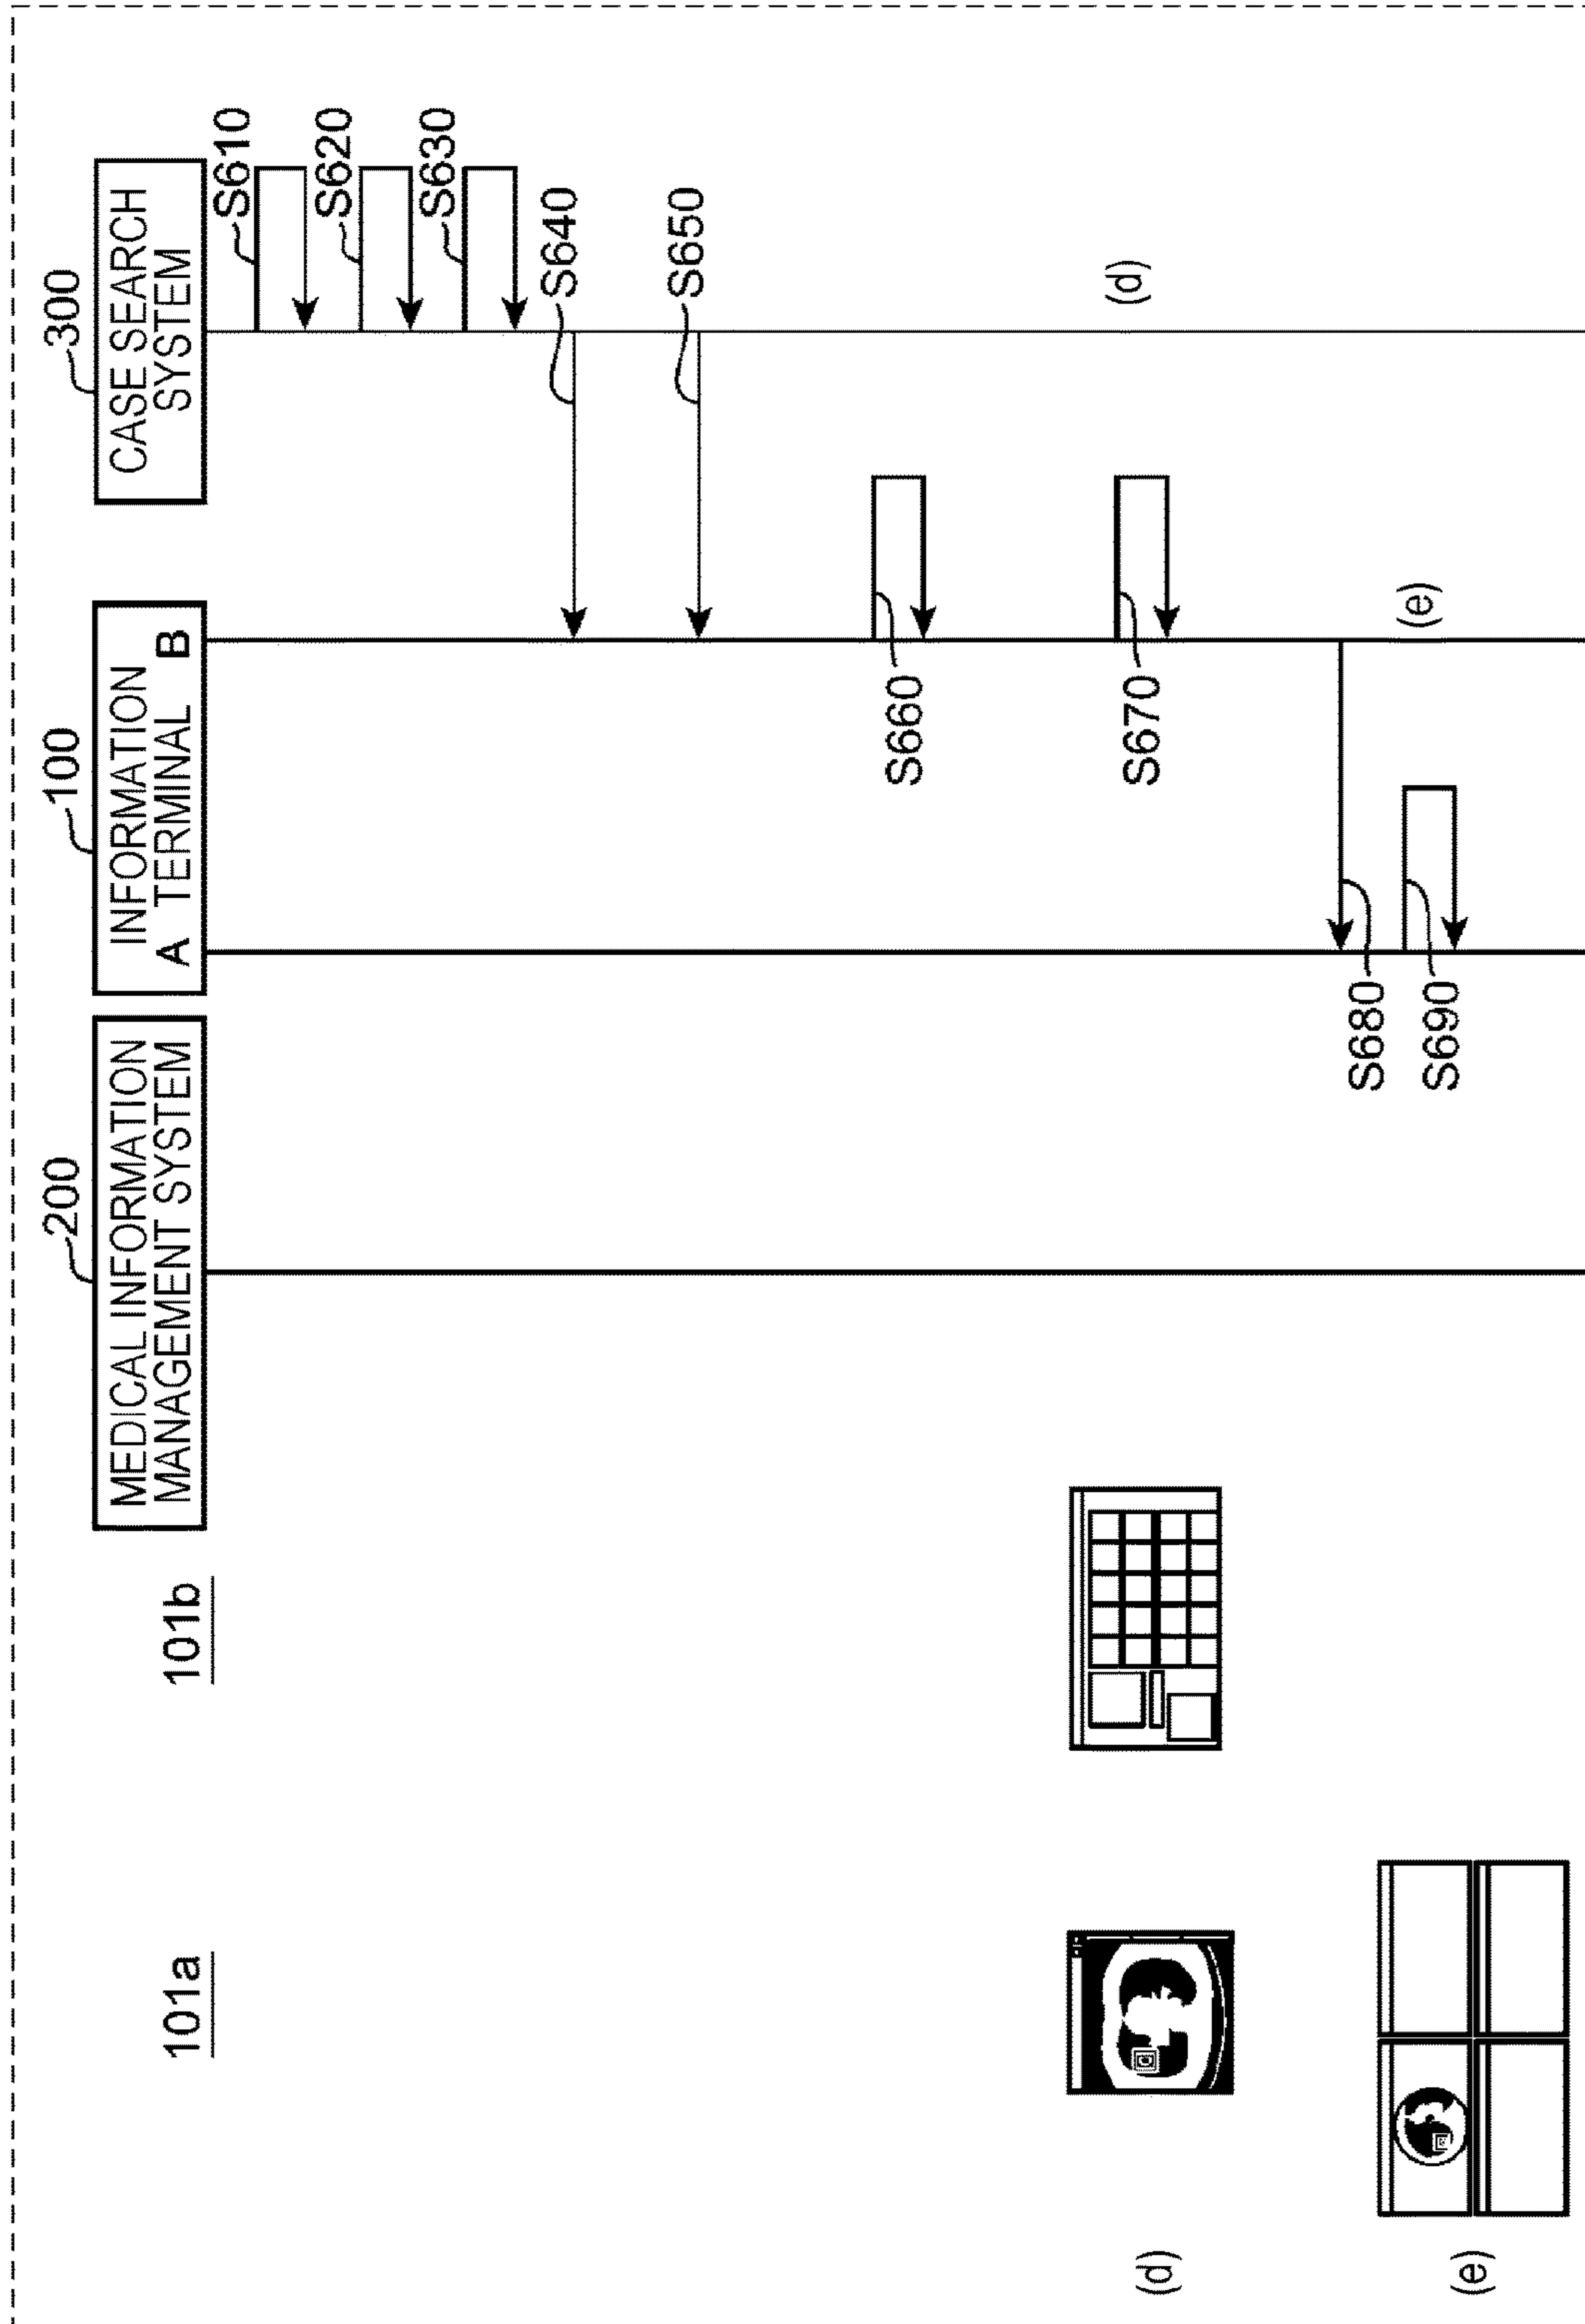 101a
101b
200
MEDICAL INFORMATION
MANAGEMENT SYSTEM
100
INFORMATION
A TERMINAL B
300
CASE SEARCH
SYSTEM
S610
S620
S630
S640
S650
S660
(d)
S670
(d)
S680
(e)
S690
(e)